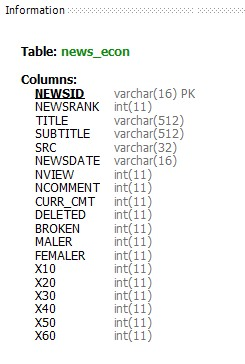 Information
Table: news_econ
Columns:
NEWSID varchar(16) PK
NEWSRANK int(11)
TITLE varchar(512)
SUBTITLE varchar(512)
SRC varchar(32)
NEWSDATE varchar(16)
NVIEW int(11)
NCOMMENT int(11)
CURR_CMT int(11)
DELETED int(11)
BROKEN int(11)
MALER int(11)
FEMALER int(11)
X10 int(11)
X20 int(11)
X30 int(11)
X40 int(11)
X50 int(11)
X60 int(11)